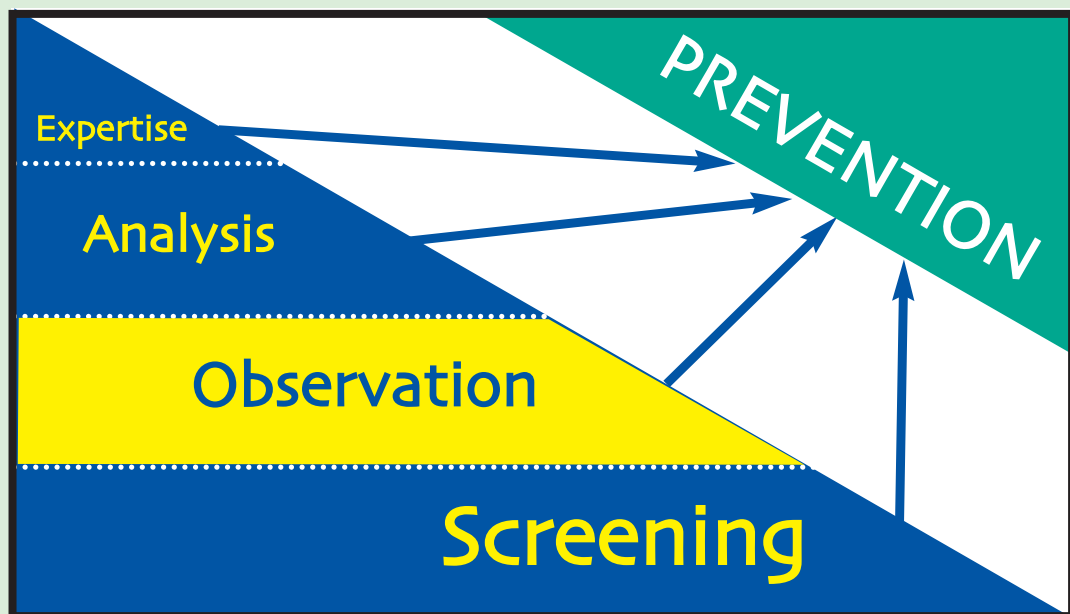 PREVENTION
Expertise
Analysis
Observation
Screening